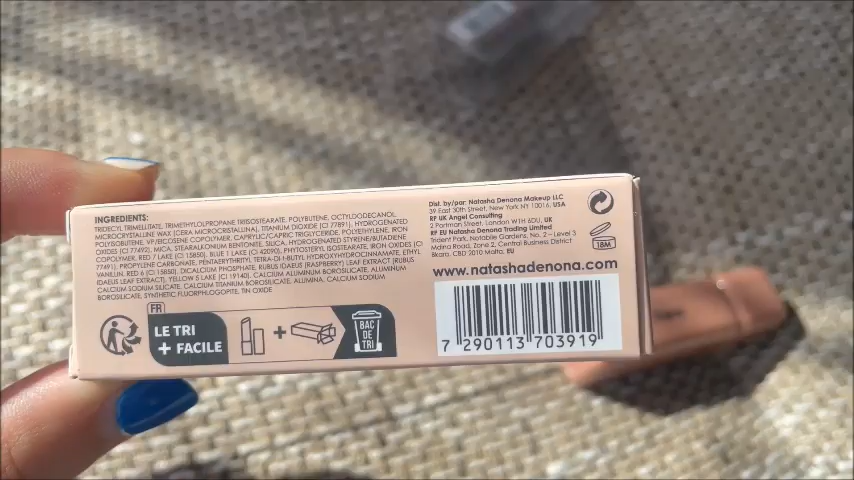 INGREDIENTS:
TRIDECYL TRIMELLITATE, TRIMETHYLOLPROPANE TRIISOSTEARATE, POLYBUTENE, OCTYLDODECANOL,
MICROCRYSTALLINE WAX [CERA MICROCRISTALLINA], TITANIUM DIOXIDE (CI 77891), HYDROGENATED
POLYISOBUTENE, VP/EICOSENE COPOLYMER, CAPRYLIC/CAPRIC TRIGLYCERIDE, POLYETHYLENE, IRON
OXIDES (CI 77492), MICA, STEARALKONIUM BENTONITE, SILICA, HYDROGENATED STYRENE/BUTADIENE
COPOLYMER, RED 7 LAKE (CI 15850), BLUE 1 LAKE (CI 42090), PHYTOSTERYL ISOSTEARATE, IRON OXIDES (CI
77491), PROPYLENE CARBONATE, PENTAERYTHRITYL TETRA-DI-T-BUTYL HYDROXYHYDROCINNAMATE, ETHYL
VANILLIN, RED 6 (CI 15850), DICALCIUM PHOSPHATE, RUBUS IDAEUS (RASPBERRY) LEAF EXTRACT [RUBUS
IDAEUS LEAF EXTRACT], YELLOW 5 LAKE (CI 19140), CALCIUM ALUMINUM BOROSILICATE, ALUMINUM
CALCIUM SODIUM SILICATE, CALCIUM TITANIUM BOROSILICATE, ALUMINA, CALCIUM SODIUM
BOROSILICATE, SYNTHETIC FLUORPHLOGOPITE, TIN OXIDE
FR
LE TRI
+ FACILE
+
BAC
DE
TRI
Dist. by/par: Natasha Denona Makeup LLC
39 East 30th Street, New York NY 10016, USA
RP UK Angel Consulting
2 Portman Street, London W1H 6DU, UK
RP EU Natasha Denona Trading Limited
Trident Park, Notabile Gardens, No. 2 – Level 3
Mdina Road, Zone 2, Central Business District
Bkara, CBD 2010 Malta, EU
18M
www.natashadenona.com
7 290113 703919